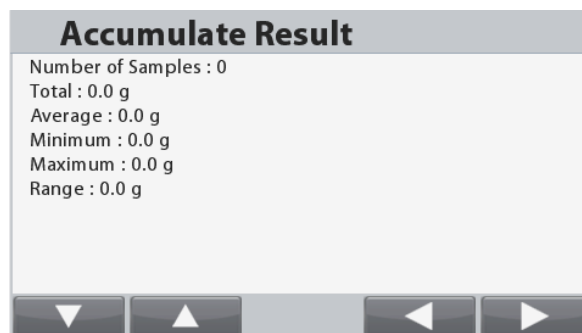 Accumulate Result
Number of Samples : 0
Total : 0.0 g
Average : 0.0 g
Minimum : 0.0 g
Maximum : 0.0 g
Range : 0.0 g